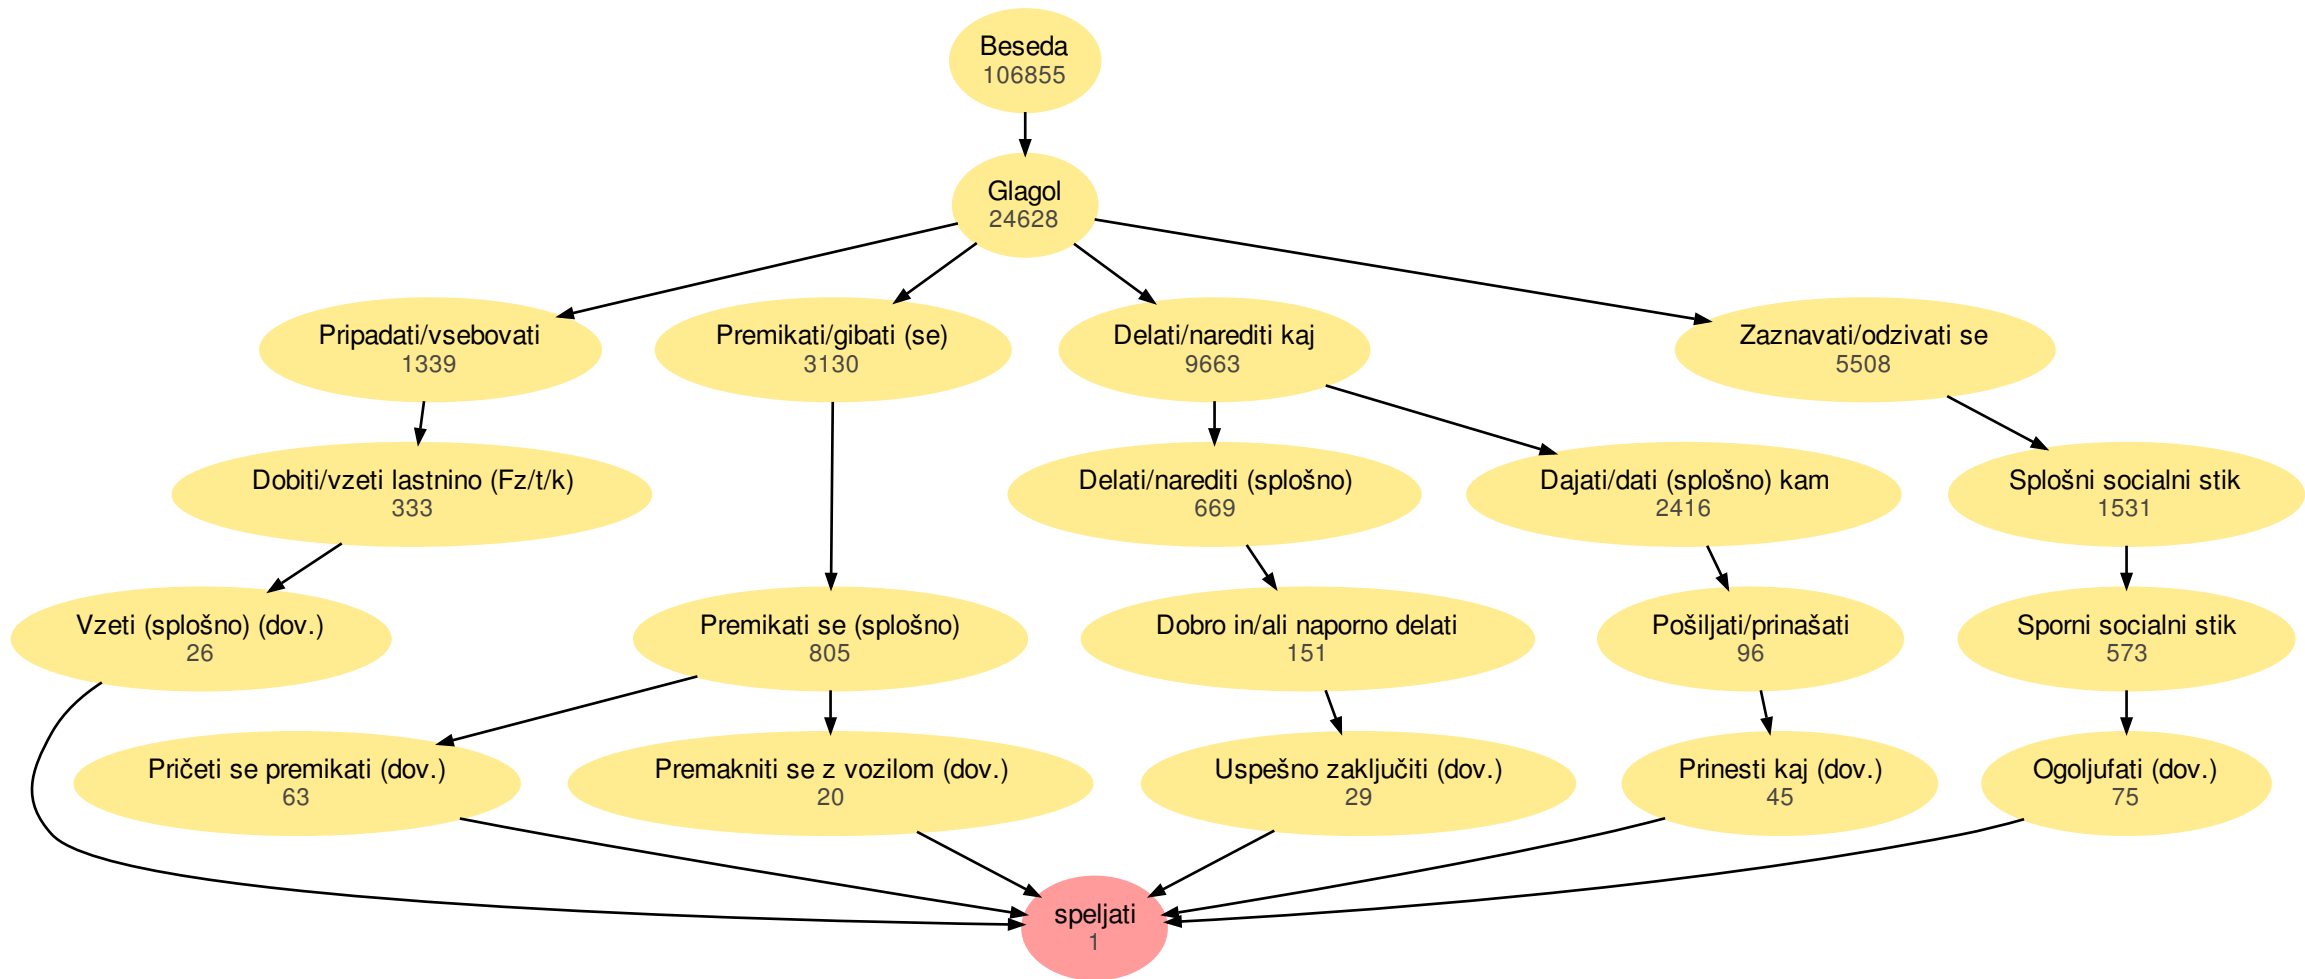 Beseda
106855
Glagol
24628
Pripadati/vsebovati
1339
Premikati/gibati (se)
3130
Delati/narediti kaj
9663
Zaznavati/odzivati se
5508
Dobiti/vzeti lastnino (Fz/t/k)
333
Delati/narediti (splošno)
669
Dajati/dati (splošno) kam
2416
Splošni socialni stik
1531
Vzeti (splošno) (dov.)
26
Premikati se (splošno)
805
Dobro in/ali naporno delati
151
Pošiljati/prinašati
96
Sporni socialni stik
573
Pričeti se premikati (dov.)
63
Premakniti se z vozilom (dov.)
20
Uspešno zaključiti (dov.)
29
Prinesti kaj (dov.)
45
Ogoljufati (dov.)
75
speljati
1